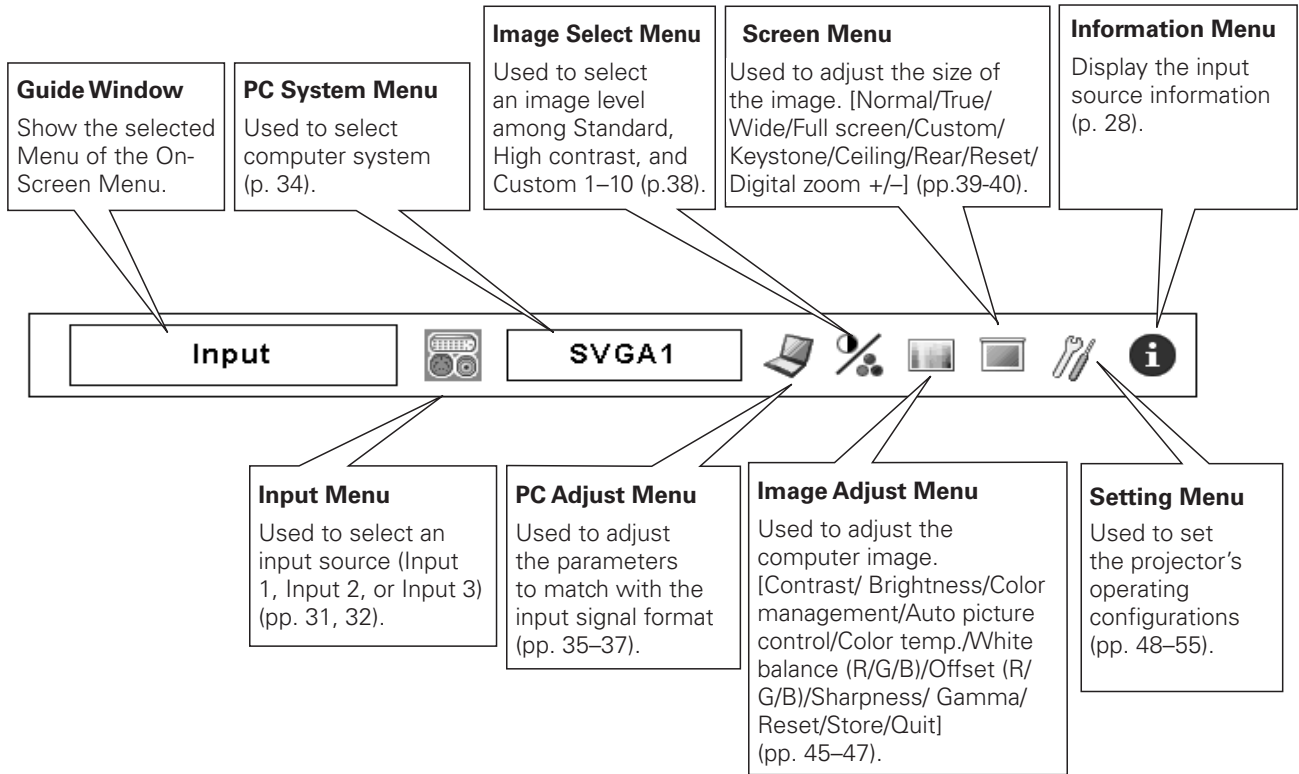 Guide Window
Show the selected
Menu of the On-
Screen Menu.
PC System Menu
Used to select
computer system
(p. 34).
Image Select Menu
Used to select
an image level
among Standard,
High contrast, and
Custom 1–10 (p.38).
Screen Menu
Used to adjust the size of
the image. [Normal/True/
Wide/Full screen/Custom/
Keystone/Ceiling/Rear/Reset/
Digital zoom +/–] (pp.39-40).
Information Menu
Display the input
source information
(p. 28).
Input
SVGA1
Input Menu
Used to select an
input source (Input
1, Input 2, or Input 3)
(pp. 31, 32).
PC Adjust Menu
Used to adjust
the parameters
to match with the
input signal format
(pp. 35–37).
Image Adjust Menu
Used to adjust the
computer image.
[Contrast/ Brightness/Color
management/Auto picture
control/Color temp./White
balance (R/G/B)/Offset (R/
G/B)/Sharpness/ Gamma/
Reset/Store/Quit]
(pp. 45–47).
Setting Menu
Used to set
the projector’s
operating
configurations
(pp. 48–55).